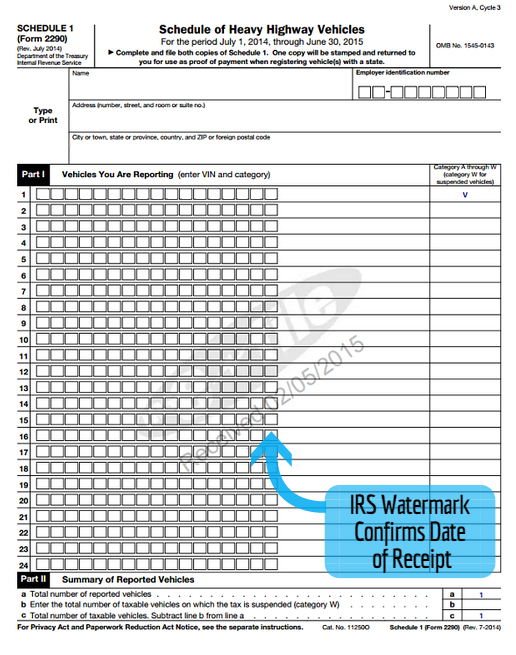 Version A, Cycle 3
SCHEDULE 1
(Form 2290)
(Rev. July 2014)
Department of the Treasury
Internal Revenue Service
Schedule of Heavy Highway Vehicles
For the period July 1, 2014, through June 30, 2015
▶ Complete and file both copies of Schedule 1. One copy will be stamped and returned to
you for use as proof of payment when registering vehicle(s) with a state.
OMB No. 1545-0143
Type
or Print
Name
Employer identification number
Address (number, street, and room or suite no.)
City or town, state or province, country, and ZIP or foreign postal code
Part I Vehicles You Are Reporting (enter VIN and category)
Category A through W
(category W for
suspended vehicles)
1 V
2
3
4
5
6
7
8
9
10
11
12
13
14
15
16
17
18
19
20
21
22
23
24
e-file
Received 02/05/2015
IRS Watermark
Confirms Date
of Receipt
Part II Summary of Reported Vehicles
a Total number of reported vehicles . . . . . . . . . . . . . . . . . . . . . a 1
b Enter the total number of taxable vehicles on which the tax is suspended (category W) . . . . . . b
c Total number of taxable vehicles. Subtract line b from line a . . . . . . . . . . . . . . c 1
For Privacy Act and Paperwork Reduction Act Notice, see the separate instructions. Cat. No. 11250O Schedule 1 (Form 2290) (Rev. 7-2014)